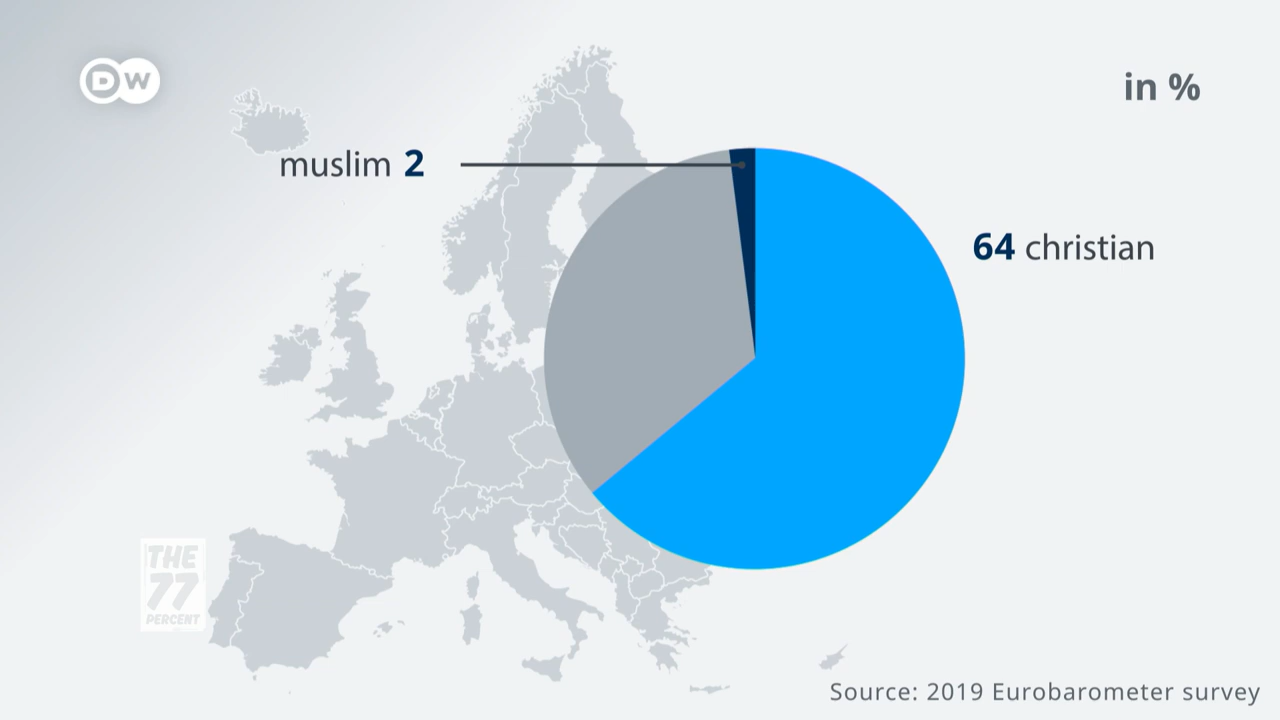 DW
in %
muslim 2
64 christian
THE
77
PERCENT
Source: 2019 Eurobarometer survey